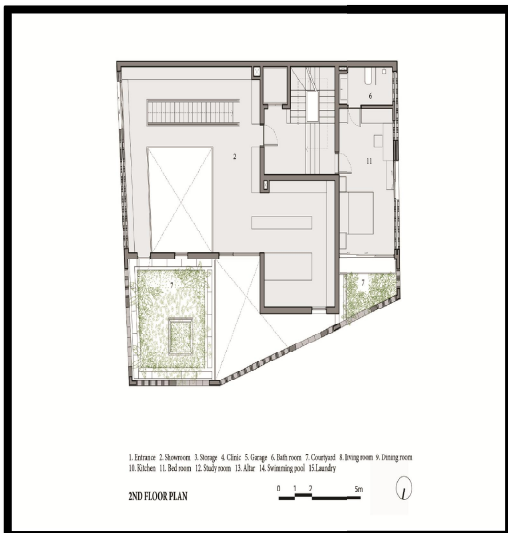 6
2
11
7
7
1. Entrance 2. Showroom 3. Storage 4. Clinic 5. Garage 6. Bath room 7. Courtyard 8. living room 9. Dining room
10. Kitchen 11. Bed room 12. Study room 13. Altar 14. Swimming pool 15.Laundry
0 1 2 5m
2ND FLOOR PLAN